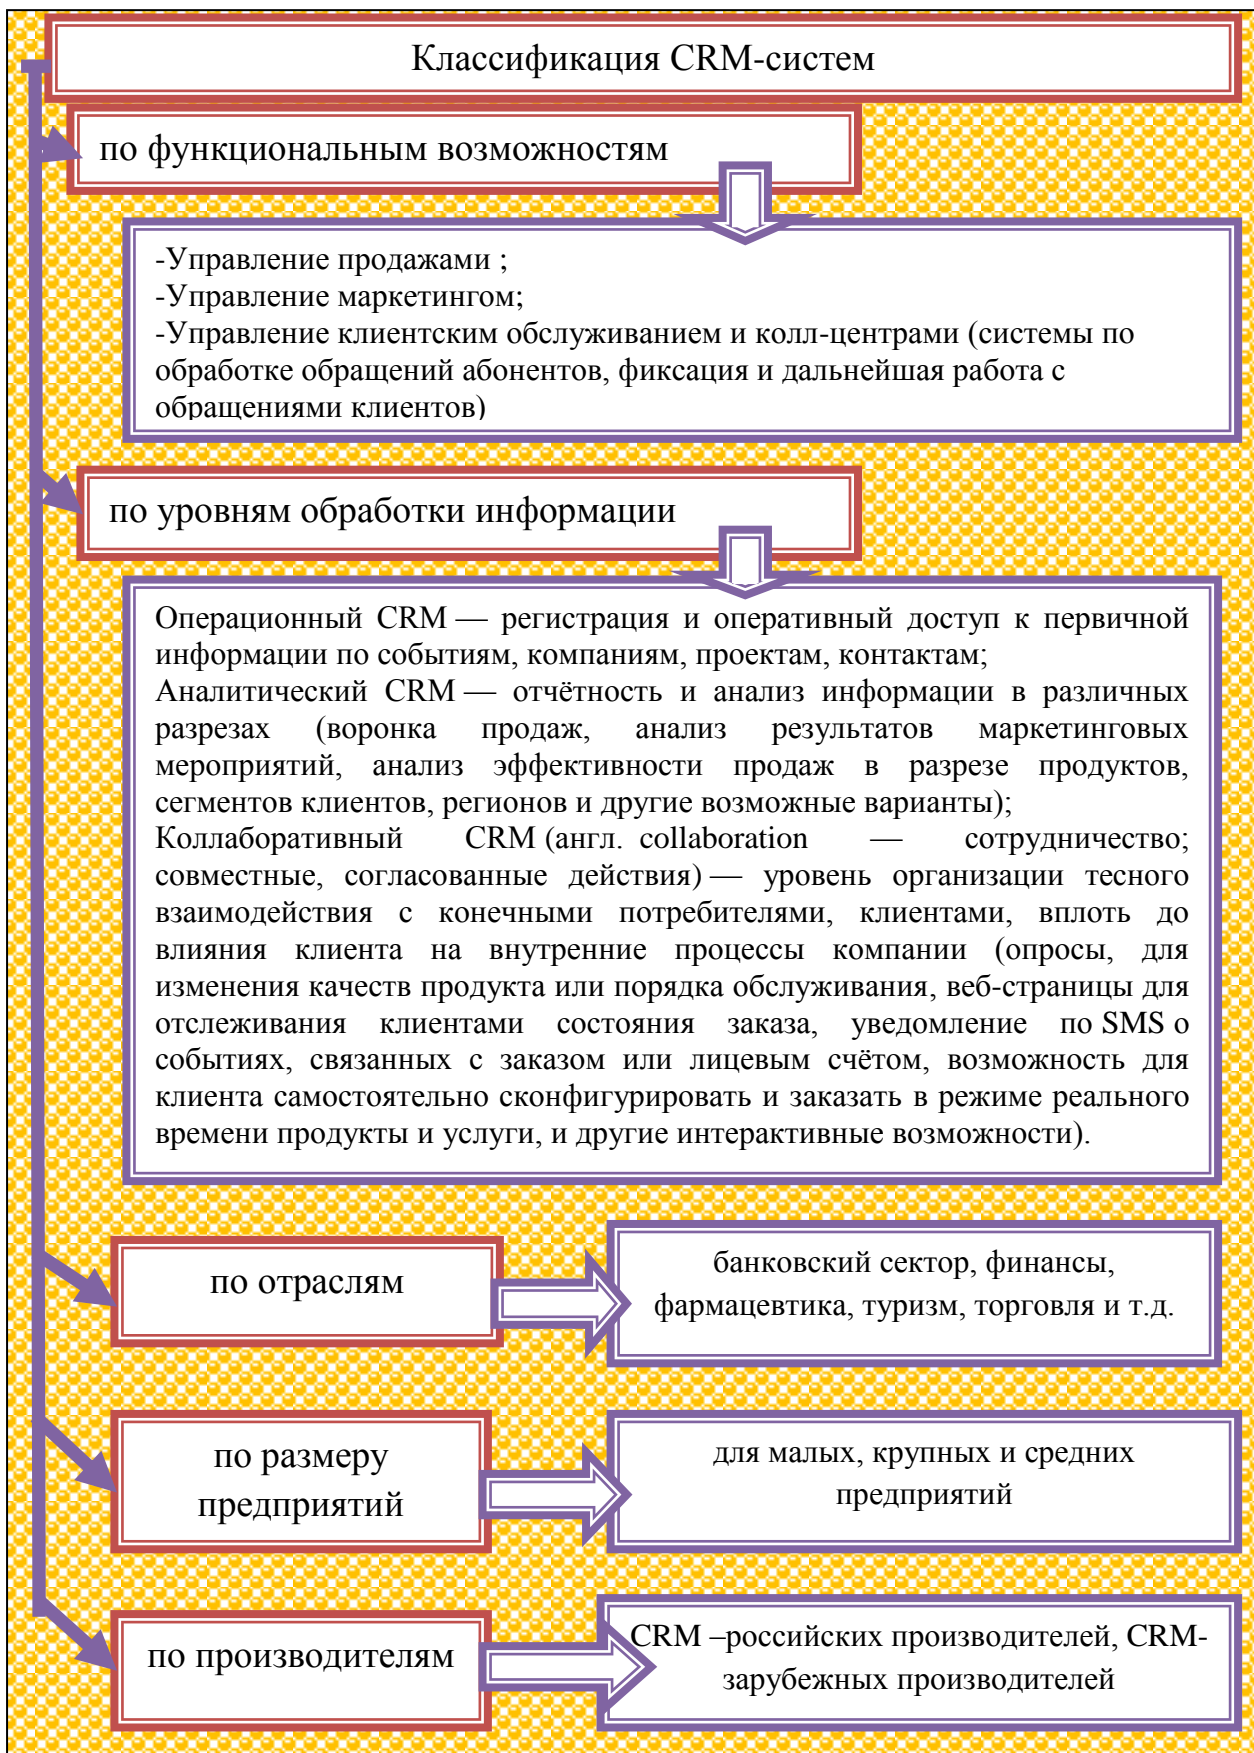 Классификация CRM-систем
по функциональным возможностям
-Управление продажами ;
-Управление маркетингом;
-Управление клиентским обслуживанием и колл-центрами (системы по
обработке обращений абонентов, фиксация и дальнейшая работа с
обращениями клиентов)
по уровням обработки информации
Операционный CRM — регистрация и оперативный доступ к первичной
информации по событиям, компаниям, проектам, контактам;
Аналитический CRM — отчётность и анализ информации в различных
разрезах (воронка продаж, анализ результатов маркетинговых
мероприятий, анализ эффективности продаж в разрезе продуктов,
сегментов клиентов, регионов и другие возможные варианты);
Коллаборативный CRM (англ. collaboration — сотрудничество;
совместные, согласованные действия) — уровень организации тесного
взаимодействия с конечными потребителями, клиентами, вплоть до
влияния клиента на внутренние процессы компании (опросы, для
изменения качеств продукта или порядка обслуживания, веб-страницы для
отслеживания клиентами состояния заказа, уведомление по SMS о
событиях, связанных с заказом или лицевым счётом, возможность для
клиента самостоятельно сконфигурировать и заказать в режиме реального
времени продукты и услуги, и другие интерактивные возможности).
по отраслям
банковский сектор, финансы,
фармацевтика, туризм, торговля и т.д.
по размеру
предприятий
для малых, крупных и средних
предприятий
по производителям
CRM –российских производителей, CRM-
зарубежных производителей